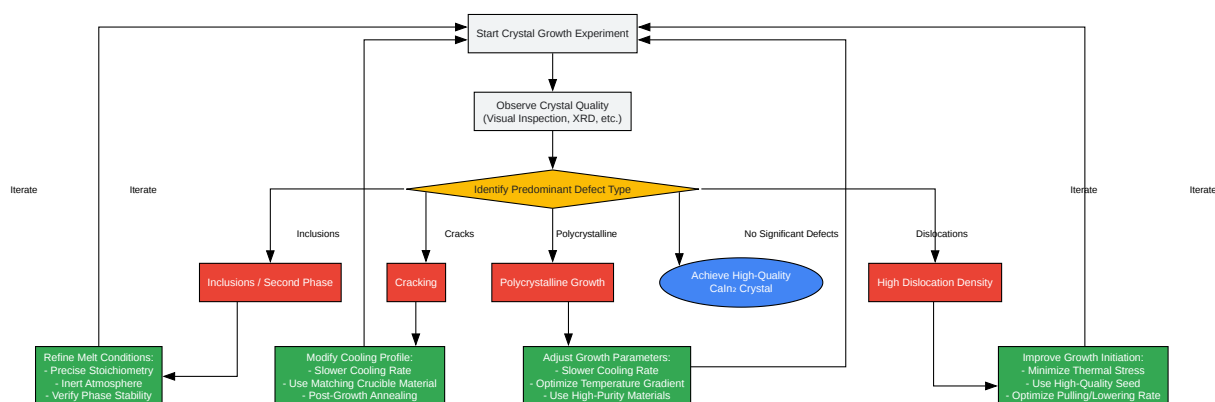 Start Crystal Growth Experiment
Observe Crystal Quality
(Visual Inspection, XRD, etc.)
Identify Predominant Defect Type
Iterate
Iterate
Iterate
Iterate
Inclusions
Cracks
Polycrystalline
No Significant Defects
Dislocations
Inclusions / Second Phase
Cracking
Polycrystalline Growth
Achieve High-Quality
CaIn₂ Crystal
High Dislocation Density
Refine Melt Conditions:
- Precise Stoichiometry
- Inert Atmosphere
- Verify Phase Stability
Modify Cooling Profile:
- Slower Cooling Rate
- Use Matching Crucible Material
- Post-Growth Annealing
Adjust Growth Parameters:
- Slower Cooling Rate
- Optimize Temperature Gradient
- Use High-Purity Materials
Improve Growth Initiation:
- Minimize Thermal Stress
- Use High-Quality Seed
- Optimize Pulling/Lowering Rate